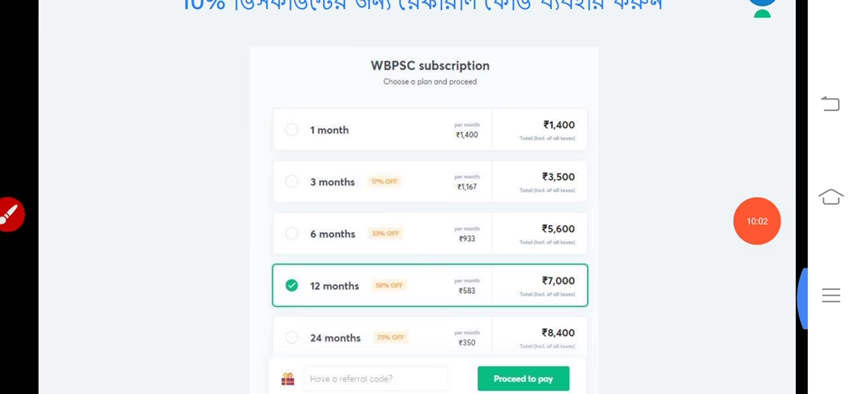 10% ডিসকাউন্টের জন্য রেফারাল কোড ব্যবহার করুন
WBPSC subscription
Choose a plan and proceed
1 month per month ₹1,400 ₹1,400 Total (Incl. of all taxes)
3 months 17% OFF per month ₹1,167 ₹3,500 Total (Incl. of all taxes)
6 months 33% OFF per month ₹933 ₹5,600 Total (Incl. of all taxes)
12 months 58% OFF per month ₹583 ₹7,000 Total (Incl. of all taxes)
24 months 75% OFF per month ₹350 ₹8,400 Total (Incl. of all taxes)
Have a referral code? Proceed to pay
10:02